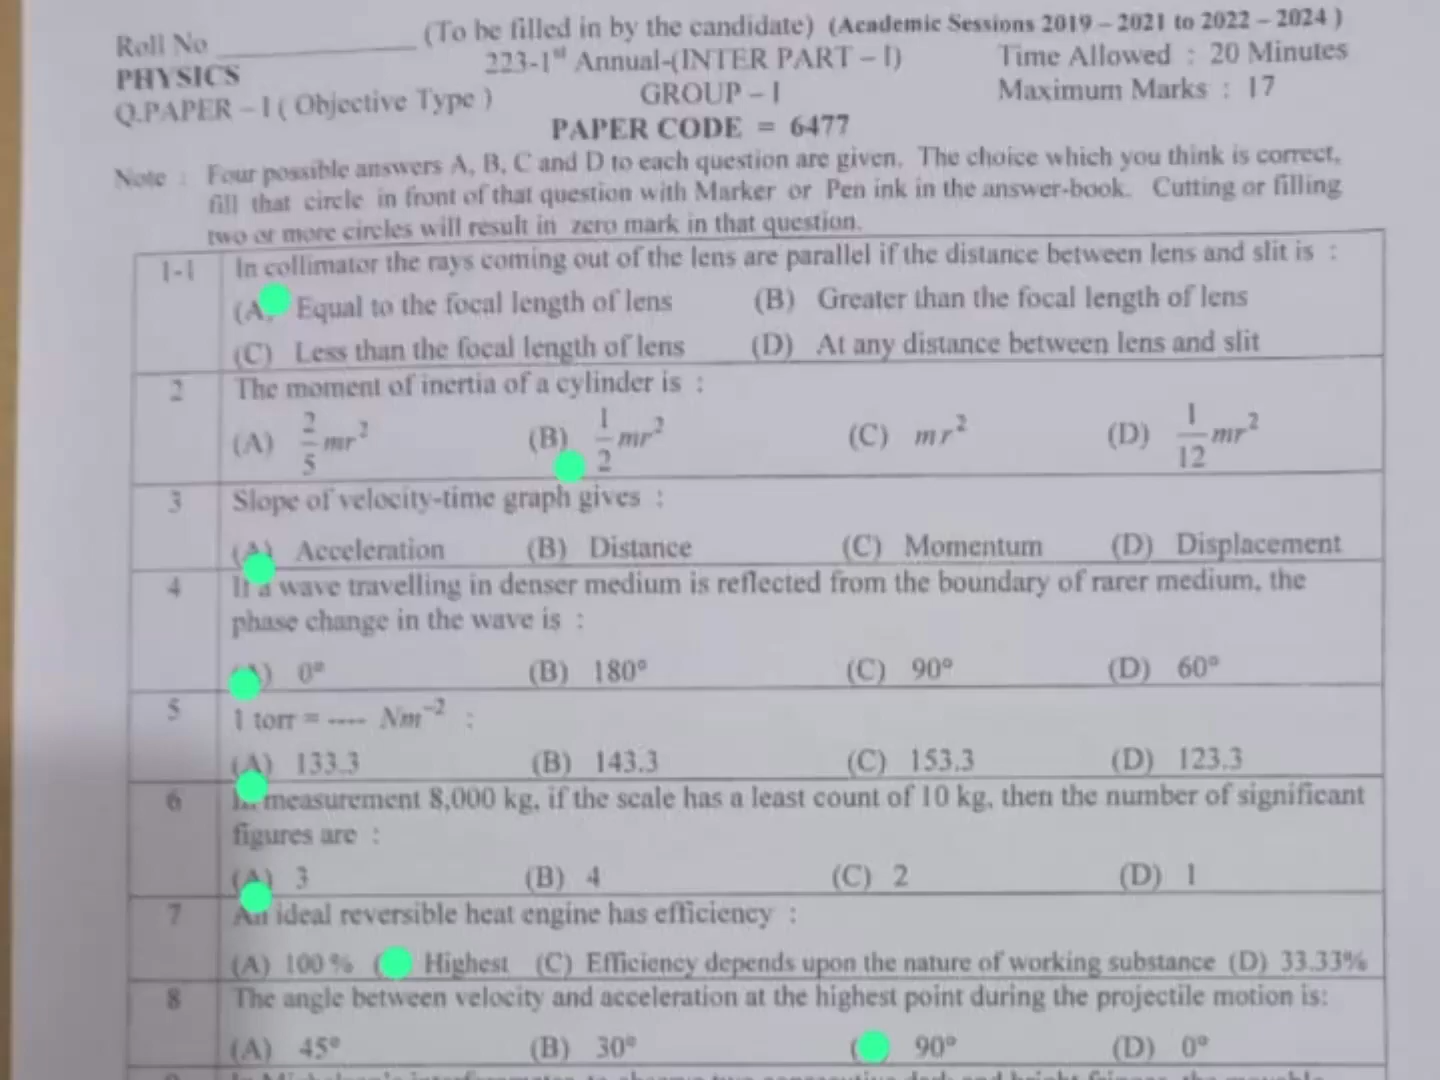 Roll No ____________ (To be filled in by the candidate) (Academic Sessions 2019 – 2021 to 2022 – 2024 )
PHYSICS 223-1st Annual-(INTER PART – I) Time Allowed : 20 Minutes
Q.PAPER – I ( Objective Type ) GROUP – I Maximum Marks : 17
PAPER CODE = 6477
Note : Four possible answers A, B, C and D to each question are given. The choice which you think is correct,
fill that circle in front of that question with Marker or Pen ink in the answer-book. Cutting or filling
two or more circles will result in zero mark in that question.
1-1 In collimator the rays coming out of the lens are parallel if the distance between lens and slit is :
(A) Equal to the focal length of lens (B) Greater than the focal length of lens
(C) Less than the focal length of lens (D) At any distance between lens and slit
2 The moment of inertia of a cylinder is :
(A) 2/5 mr² (B) 1/2 mr² (C) mr² (D) 1/12 mr²
3 Slope of velocity-time graph gives :
(A) Acceleration (B) Distance (C) Momentum (D) Displacement
4 If a wave travelling in denser medium is reflected from the boundary of rarer medium, the
phase change in the wave is :
(A) 0° (B) 180° (C) 90° (D) 60°
5 1 torr = ---- Nm⁻² :
(A) 133.3 (B) 143.3 (C) 153.3 (D) 123.3
6 In measurement 8,000 kg, if the scale has a least count of 10 kg, then the number of significant
figures are :
(A) 3 (B) 4 (C) 2 (D) 1
7 An ideal reversible heat engine has efficiency :
(A) 100 % ( Highest (C) Efficiency depends upon the nature of working substance (D) 33.33%
8 The angle between velocity and acceleration at the highest point during the projectile motion is:
(A) 45° (B) 30° ( 90° (D) 0°